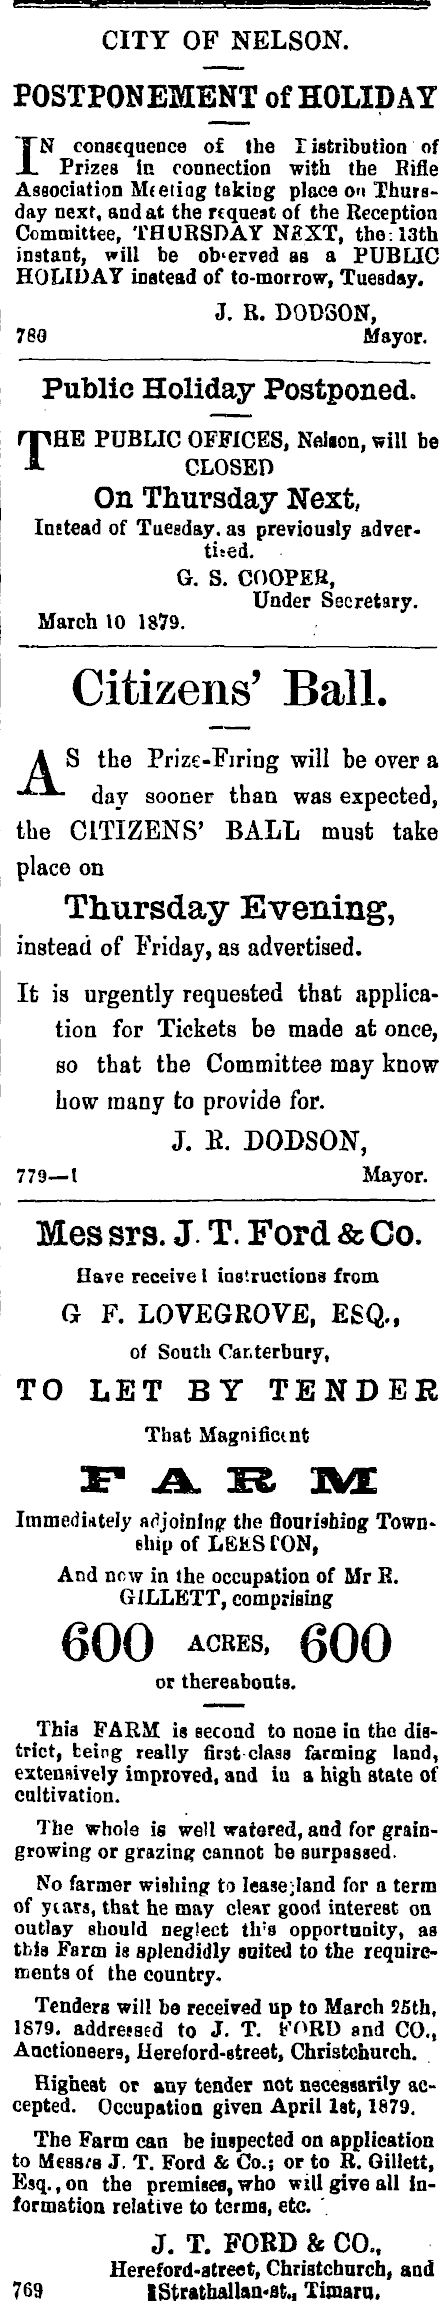 CITY OF NELSON.
POSTPONEMENT of HOLIDAY
IN consequence of the Distribution of
Prizes in connection with the Rifle
Association Meeting taking place on Thurs-
day next, and at the request of the Reception
Committee, THURSDAY NEXT, the 13th
instant, will be observed as a PUBLIC
HOLIDAY instead of to-morrow, Tuesday.
J. R. DODSON,
780 Mayor.
Public Holiday Postponed.
THE PUBLIC OFFICES, Nelson, will be
CLOSED
On Thursday Next,
Instead of Tuesday, as previously adver-
tised.
G. S. COOPER,
Under Secretary.
March 10 1879.
Citizens' Ball.
AS the Prize-Firing will be over a
day sooner than was expected,
the CITIZENS' BALL must take
place on
Thursday Evening,
instead of Friday, as advertised.
It is urgently requested that applica-
tion for Tickets be made at once,
so that the Committee may know
how many to provide for.
J. R. DODSON,
779—1 Mayor.
Messrs. J. T. Ford & Co.
Have received instructions from
G F. LOVEGROVE, ESQ.,
of South Canterbury,
TO LET BY TENDER
That Magnificent
FARM
Immediately adjoining the flourishing Town-
ship of LEESTON,
And now in the occupation of Mr R.
GILLETT, comprising
600 ACRES, 600
or thereabouts.
This FARM is second to none in the dis-
trict, being really first-class farming land,
extensively improved, and in a high state of
cultivation.
The whole is well watered, and for grain-
growing or grazing cannot be surpassed.
No farmer wishing to lease land for a term
of years, that he may clear good interest on
outlay should neglect this opportunity, as
this Farm is splendidly suited to the require-
ments of the country.
Tenders will be received up to March 25th,
1879. addressed to J. T. FORD and CO.,
Auctioneers, Hereford-street, Christchurch.
Highest or any tender not necessarily ac-
cepted. Occupation given April 1st, 1879.
The Farm can be inspected on application
to Messrs J. T. Ford & Co.; or to R. Gillett,
Esq., on the premises, who will give all in-
formation relative to terms, etc.
J. T. FORD & CO.,
Hereford-street, Christchurch, and
769 Strathallan-st., Timaru.